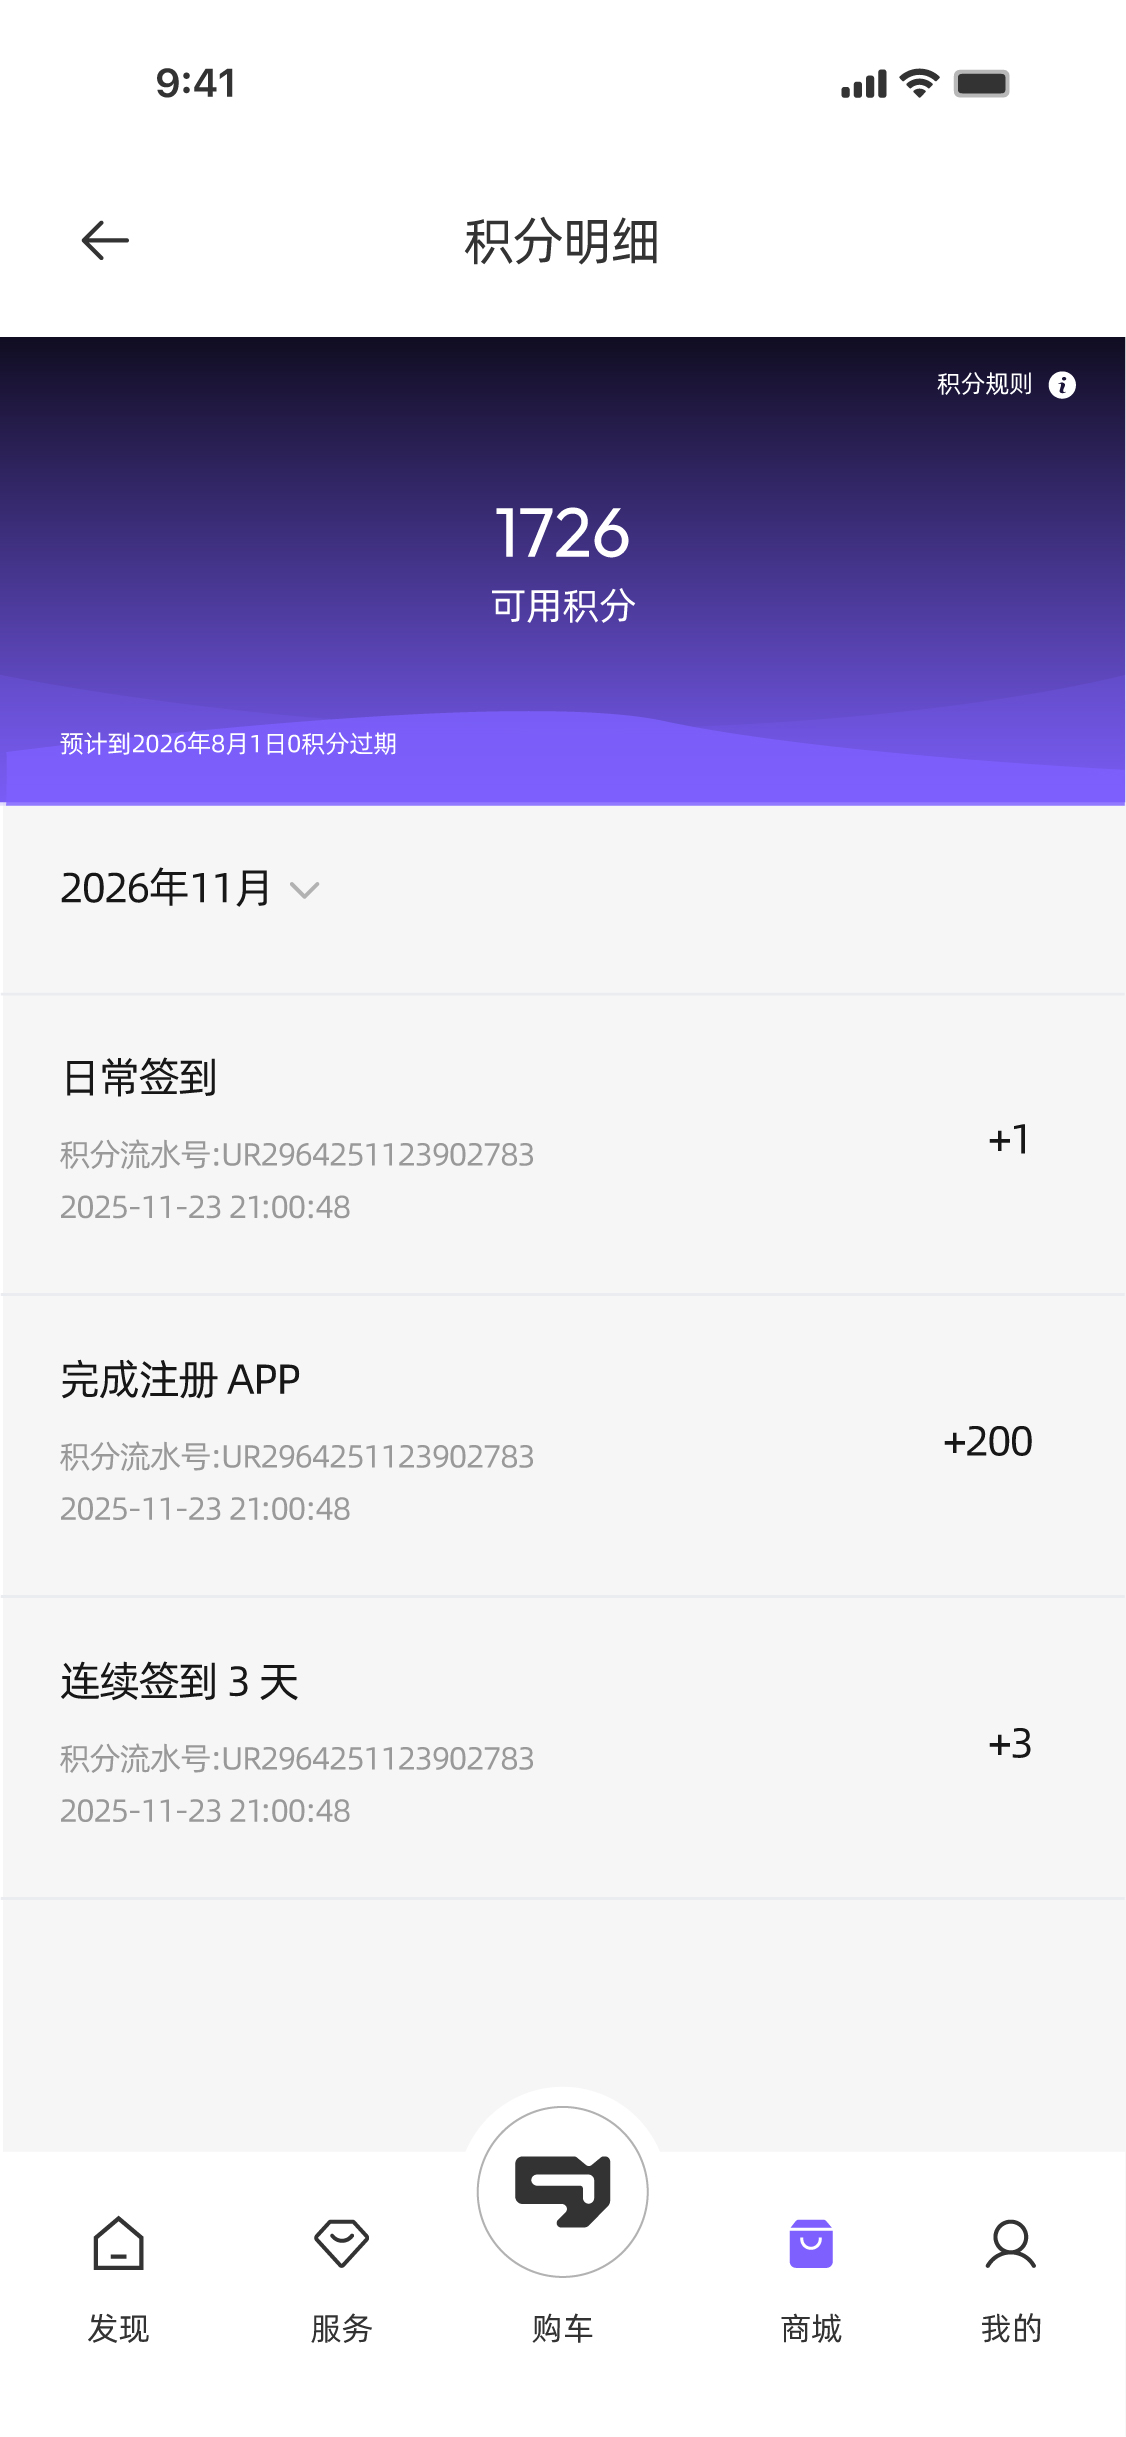 9:41
积分明细
积分规则
1726
可用积分
预计到2026年8月1日0积分过期
2026年11月
日常签到
积分流水号:UR2964251123902783
+1
2025-11-23 21:00:48
完成注册 APP
积分流水号:UR2964251123902783
+200
2025-11-23 21:00:48
连续签到 3 天
积分流水号:UR2964251123902783
+3
2025-11-23 21:00:48
发现
服务
购车
商城
我的